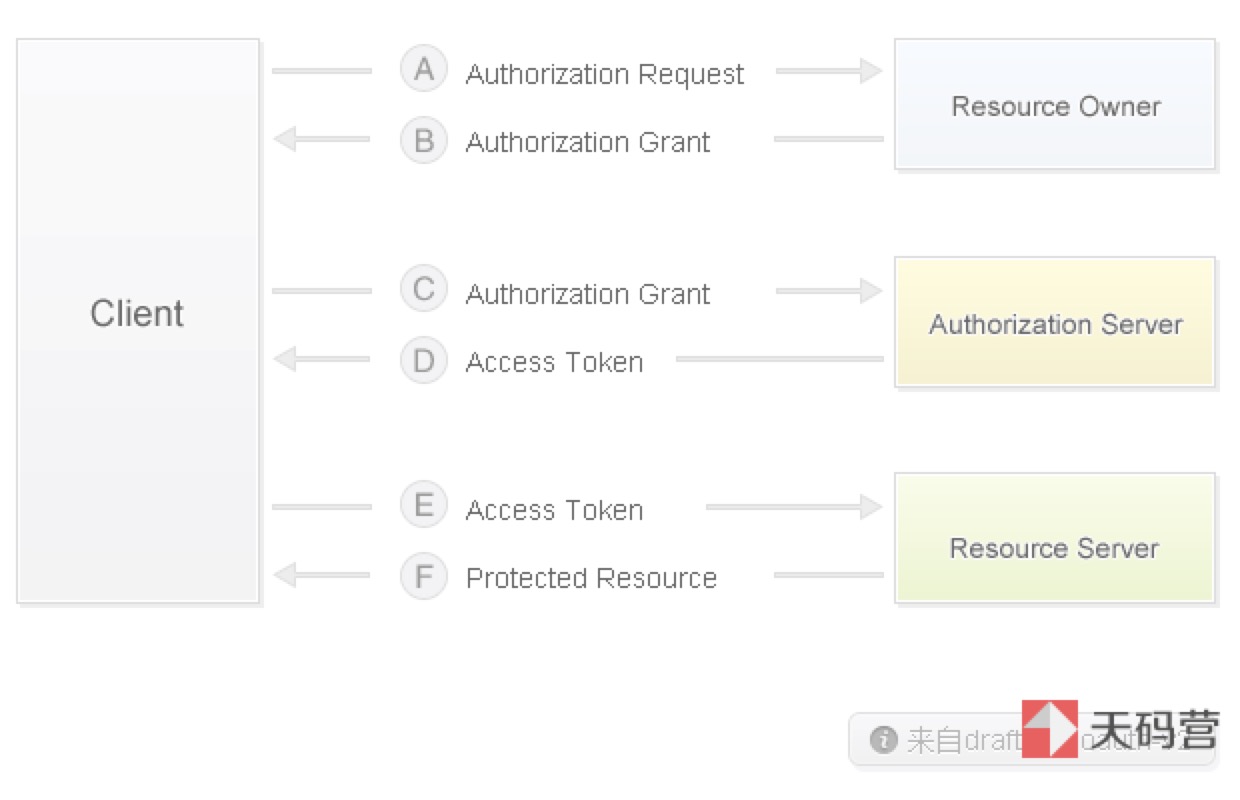 Client
A Authorization Request
B Authorization Grant
Resource Owner
C Authorization Grant
D Access Token
Authorization Server
E Access Token
F Protected Resource
Resource Server
来自draft
天码营